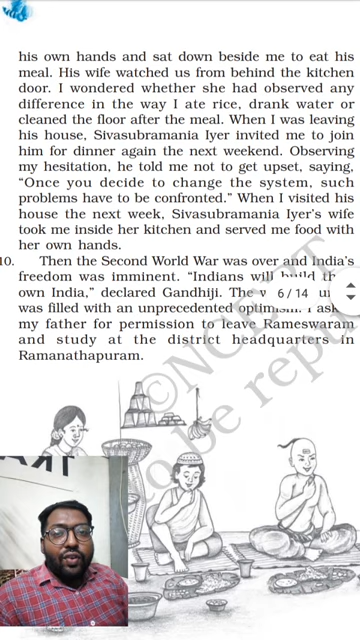 his own hands and sat down beside me to eat his
meal. His wife watched us from behind the kitchen
door. I wondered whether she had observed any
difference in the way I ate rice, drank water or
cleaned the floor after the meal. When I was leaving
his house, Sivasubramania Iyer invited me to join
him for dinner again the next weekend. Observing
my hesitation, he told me not to get upset, saying,
“Once you decide to change the system, such
problems have to be confronted.” When I visited his
house the next week, Sivasubramania Iyer’s wife
took me inside her kitchen and served me food with
her own hands.
10. Then the Second World War was over and India’s
freedom was imminent. “Indians will build
own India,” declared Gandhiji. The
6 / 14
was filled with an unprecedented optimism. I
my father for permission to leave Rameswaram
and study at the district headquarters in
Ramanathapuram.
©NCERT
o be repu